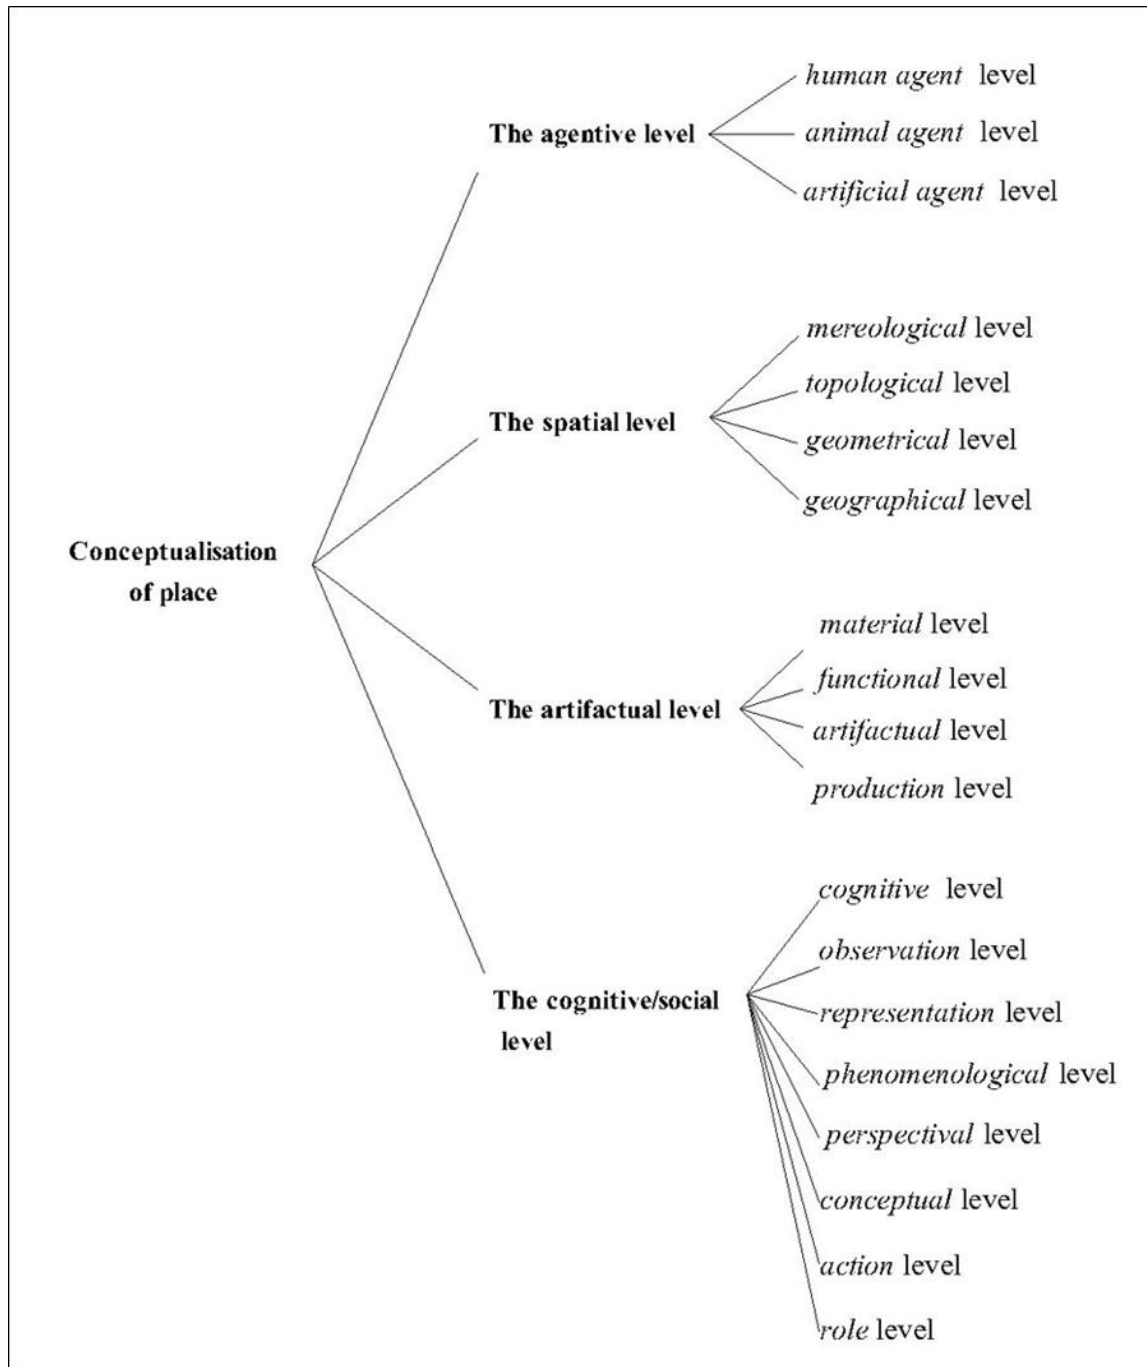 human agent level
The agentive level
animal agent level
artificial agent level
mereological level
topological level
The spatial level
geometrical level
geographical level
Conceptualisation
of place
material level
functional level
The artifactual level
artifactual level
production level
cognitive level
observation level
The cognitive/social
level
representation level
phenomenological level
perspectival level
conceptual level
action level
role level